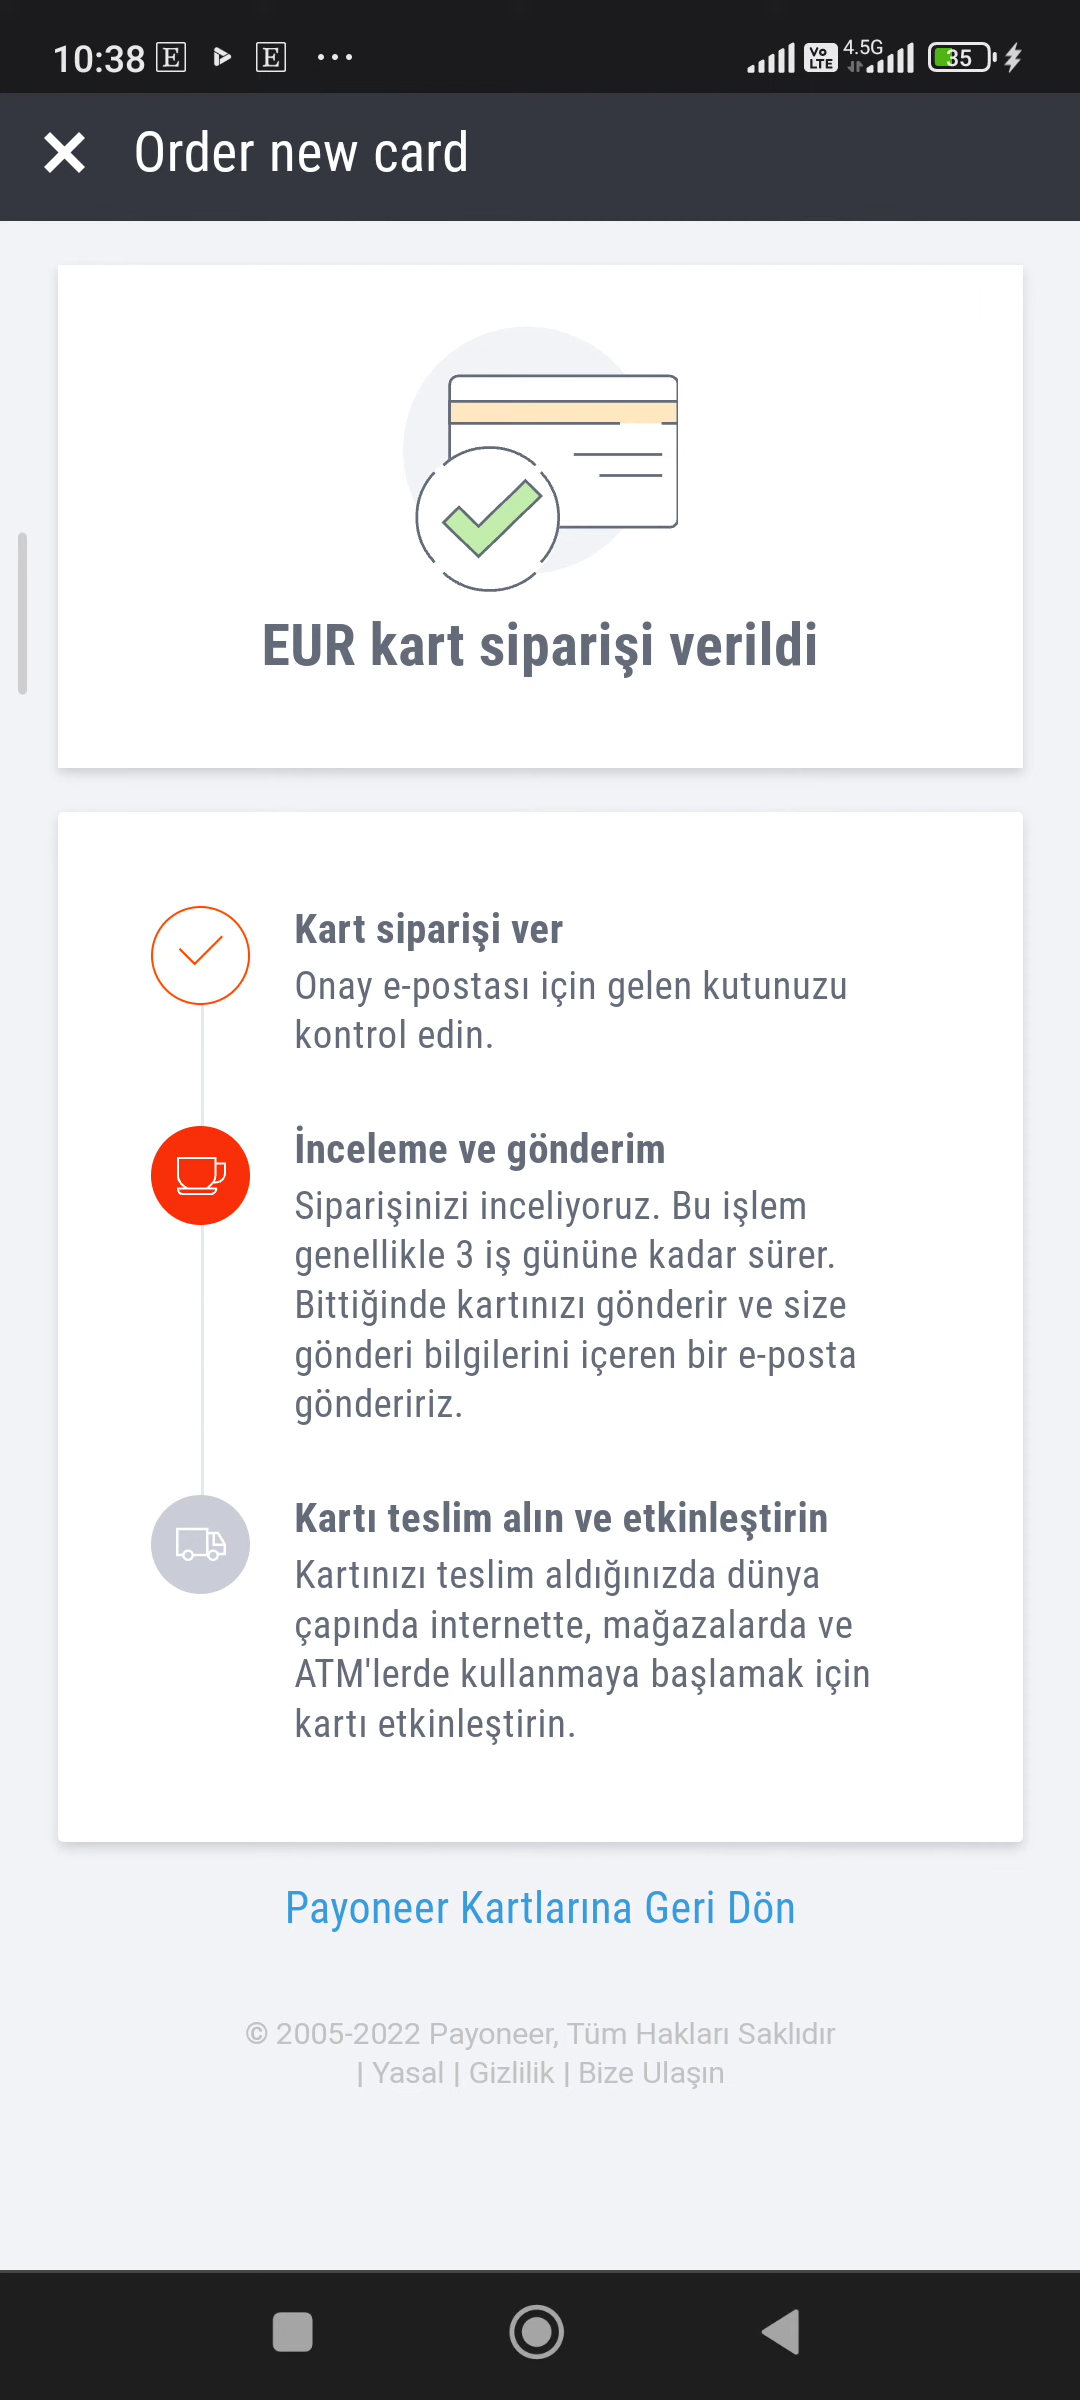 10:38 E E ... Vo LTE 4.5G 35
Order new card
EUR kart siparişi verildi
Kart siparişi ver
Onay e-postası için gelen kutunuzu
kontrol edin.
İnceleme ve gönderim
Siparişinizi inceliyoruz. Bu işlem
genellikle 3 iş gününe kadar sürer.
Bittiğinde kartınızı gönderir ve size
gönderi bilgilerini içeren bir e-posta
göndeririz.
Kartı teslim alın ve etkinleştirin
Kartınızı teslim aldığınızda dünya
çapında internette, mağazalarda ve
ATM'lerde kullanmaya başlamak için
kartı etkinleştirin.
Payoneer Kartlarına Geri Dön
© 2005-2022 Payoneer, Tüm Hakları Saklıdır
| Yasal | Gizlilik | Bize Ulaşın